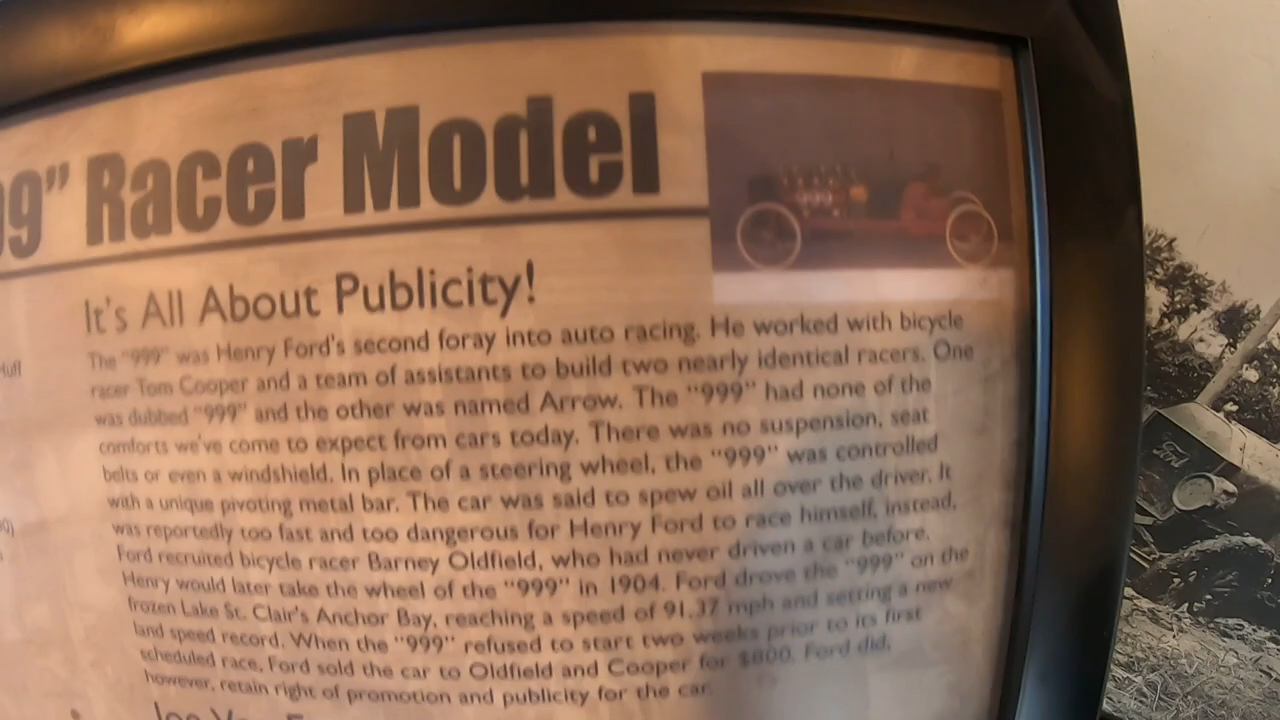 99" Racer Model
It's All About Publicity!
The "999" was Henry Ford's second foray into auto racing. He worked with bicycle
racer Tom Cooper and a team of assistants to build two nearly identical racers. One
was dubbed "999" and the other was named Arrow. The "999" had none of the
comforts we've come to expect from cars today. There was no suspension, seat
belts or even a windshield. In place of a steering wheel, the "999" was controlled
with a unique pivoting metal bar. The car was said to spew oil all over the driver. It
was reportedly too fast and too dangerous for Henry Ford to race himself, instead,
Ford recruited bicycle racer Barney Oldfield, who had never driven a car before.
Henry would later take the wheel of the "999" in 1904. Ford drove the "999" on the
frozen Lake St. Clair's Anchor Bay, reaching a speed of 91.37 mph and setting a new
land speed record. When the "999" refused to start two weeks prior to its first
scheduled race, Ford sold the car to Oldfield and Cooper for $800. Ford did,
however, retain right of promotion and publicity for the car.
999
Ford